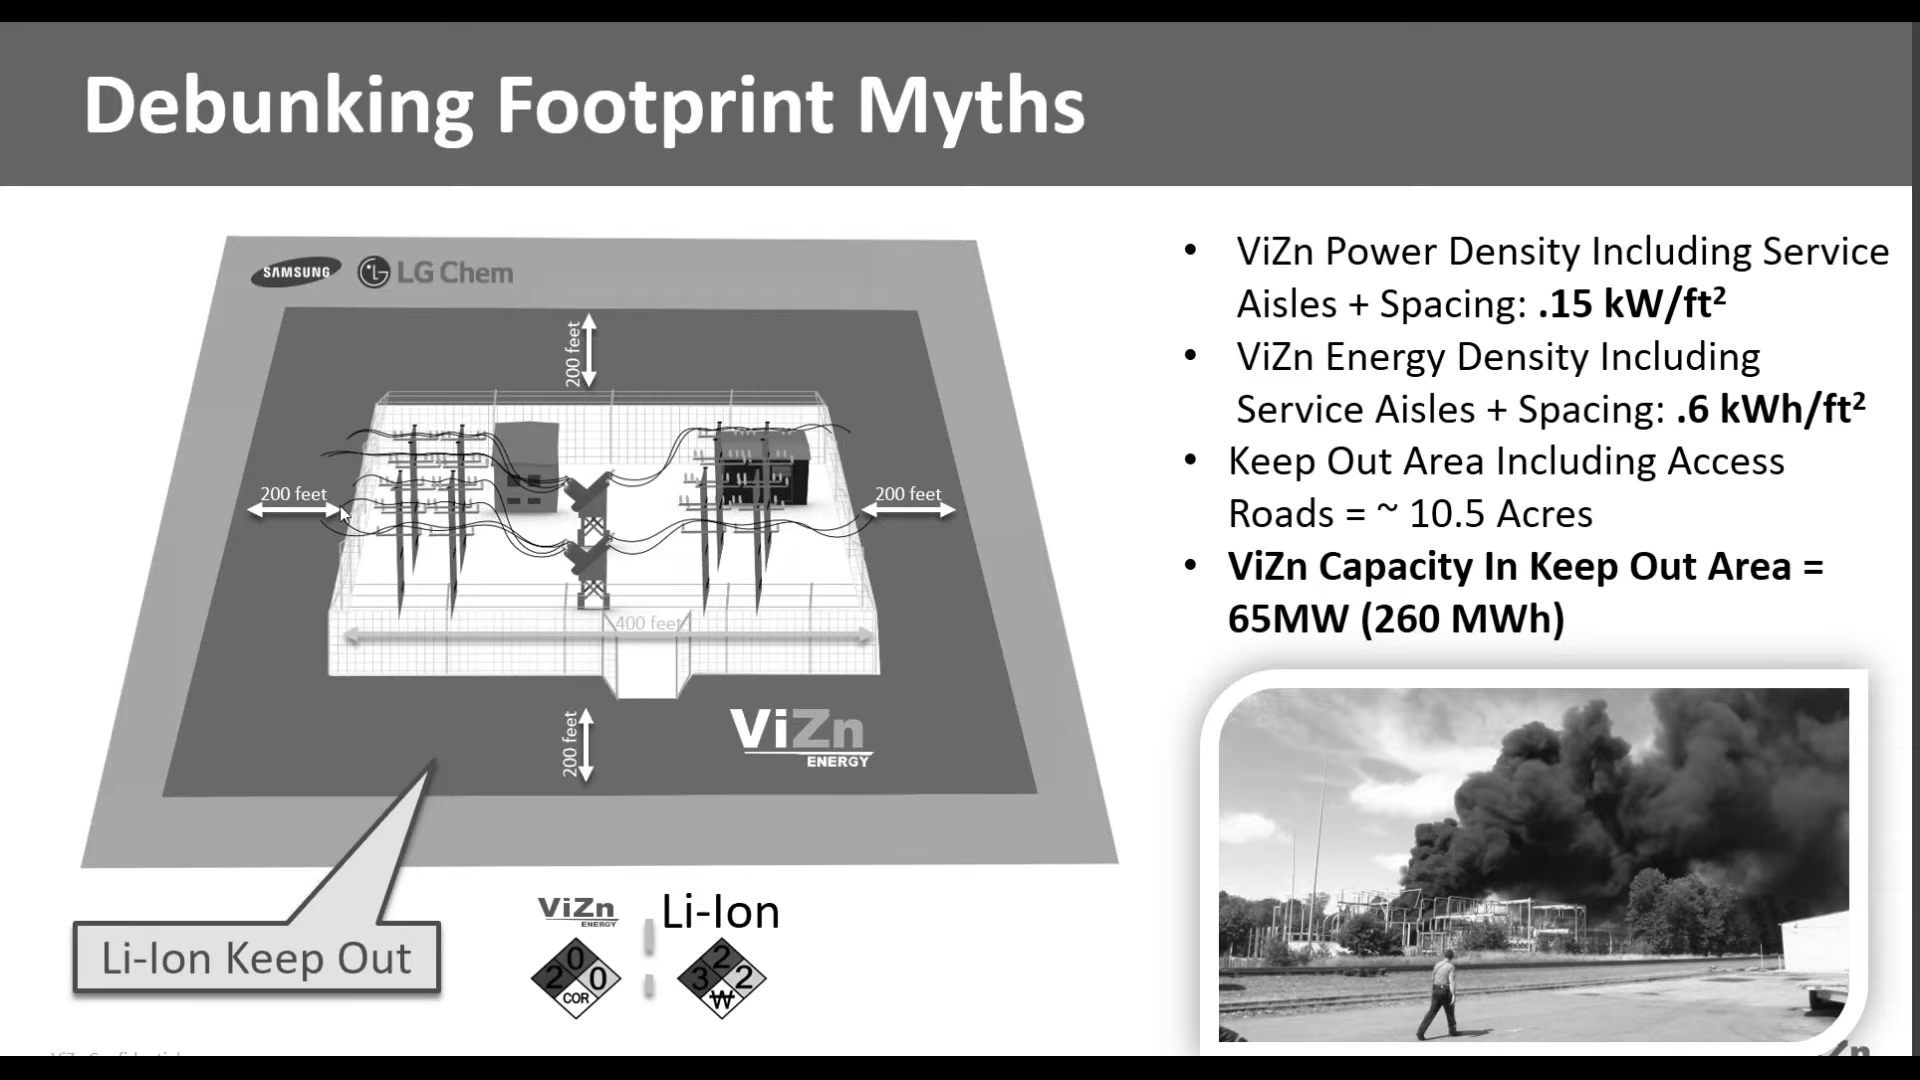 Debunking Footprint Myths
SAMSUNG LG Chem
200 feet
200 feet
200 feet
400 feet
200 feet
ViZn
ENERGY
Li-Ion Keep Out
ViZn
ENERGY
Li-Ion
0
2 0
COR
2
3 2
W
• ViZn Power Density Including Service
Aisles + Spacing: .15 kW/ft²
• ViZn Energy Density Including
Service Aisles + Spacing: .6 kWh/ft²
• Keep Out Area Including Access
Roads = ~ 10.5 Acres
• ViZn Capacity In Keep Out Area =
65MW (260 MWh)